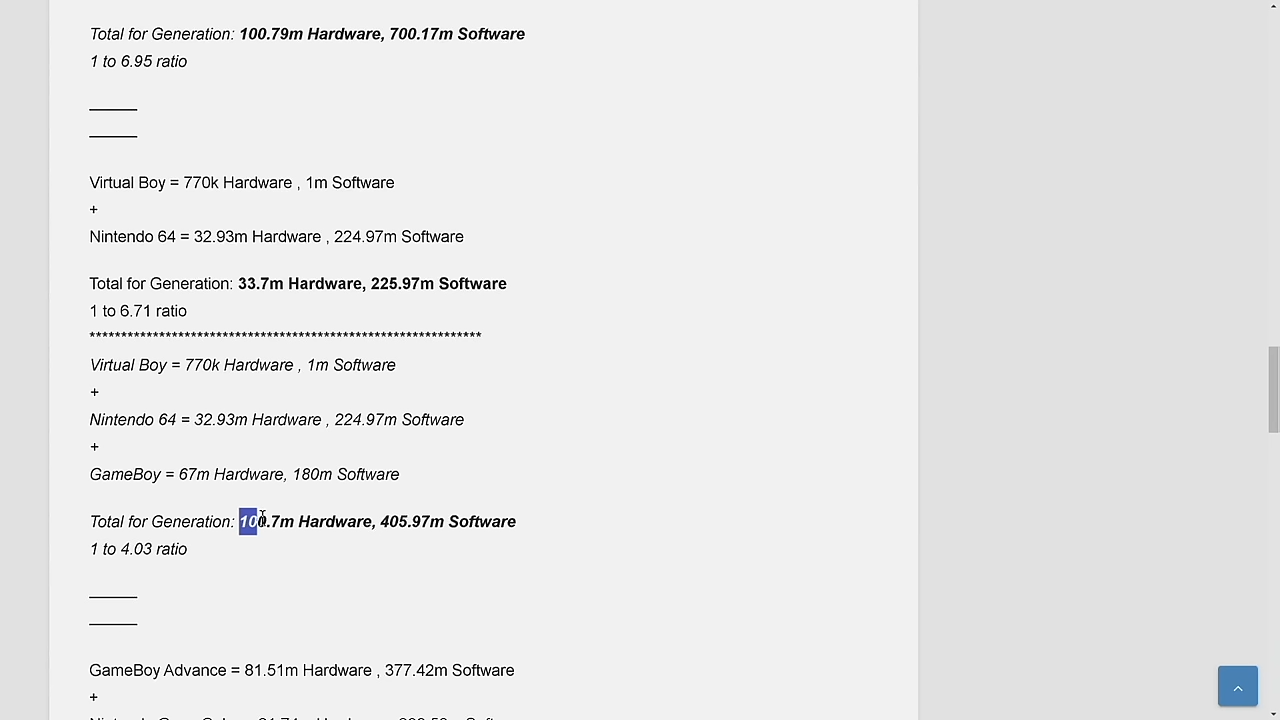 Total for Generation: 100.79m Hardware, 700.17m Software
1 to 6.95 ratio
Virtual Boy = 770k Hardware , 1m Software
+
Nintendo 64 = 32.93m Hardware , 224.97m Software
Total for Generation: 33.7m Hardware, 225.97m Software
1 to 6.71 ratio
**************************************************************
Virtual Boy = 770k Hardware , 1m Software
+
Nintendo 64 = 32.93m Hardware , 224.97m Software
+
GameBoy = 67m Hardware, 180m Software
Total for Generation: 100.7m Hardware, 405.97m Software
1 to 4.03 ratio
GameBoy Advance = 81.51m Hardware , 377.42m Software
+